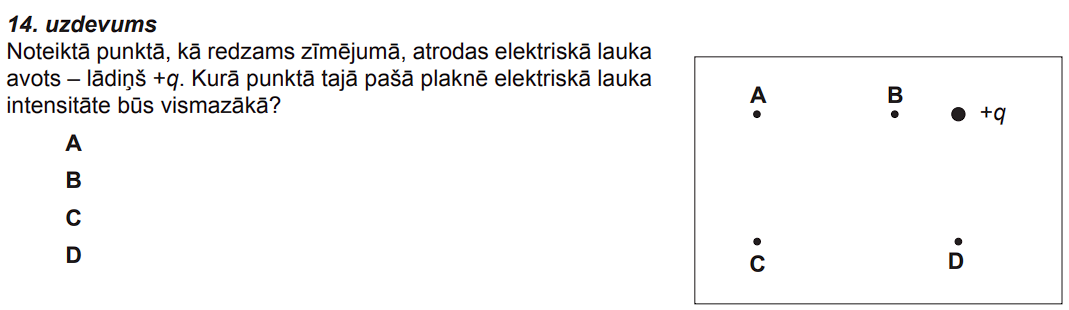 14. uzdevums
Noteiktā punktā, kā redzams zīmējumā, atrodas elektriskā lauka
avots – lādiņš +q. Kurā punktā tajā pašā plaknē elektriskā lauka
intensitāte būs vismazākā?
A
B
C
D
A B
+q
C D